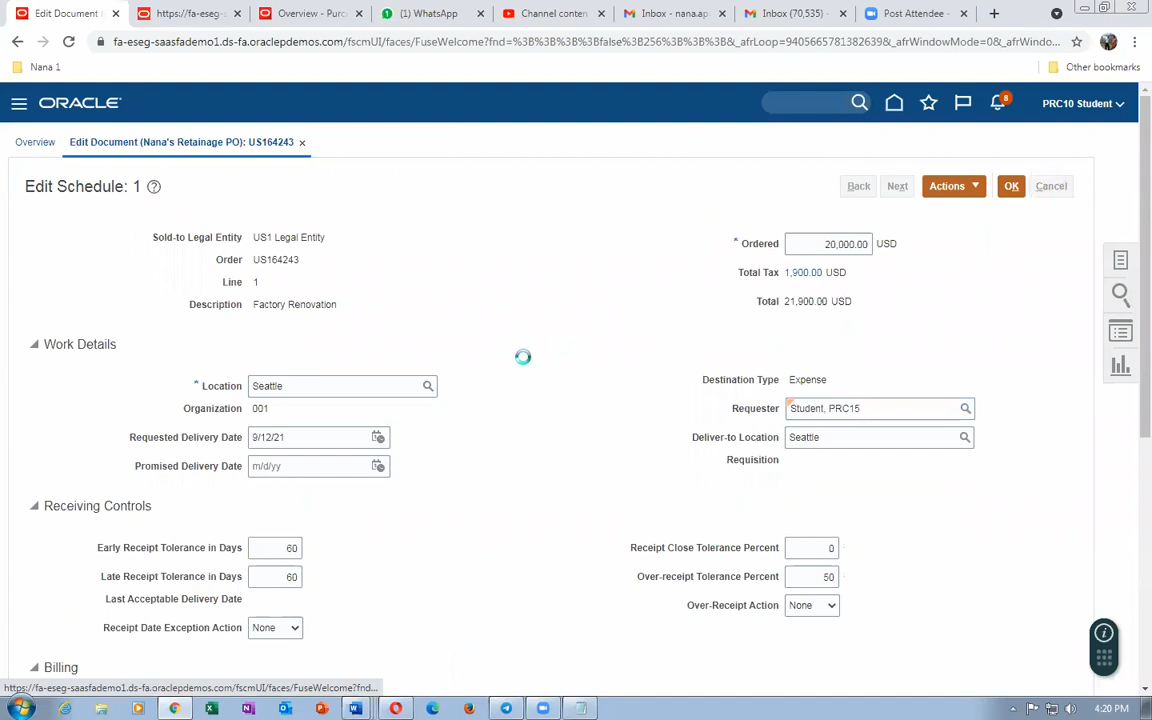 Edit Document (
https://fa-eseg-
Overview - Purc
(1) WhatsApp
Channel conten
Inbox - nana.ap
Inbox (70,535) -
Post Attendee -
fa-eseg-saasfademo1.ds-fa.oraclepdemos.com/fscmUI/faces/FuseWelcome?fnd=%3B%3B%3B%3Bfalse%3B256%3B%3B%3B&_afrLoop=9405665781382639&_afrWindowMode=0&_afrWindo...
Nana 1
Other bookmarks
ORACLE
8
PRC10 Student
Overview
Edit Document (Nana's Retainage PO): US164243 ×
Edit Schedule: 1
Back
Next
Actions
OK
Cancel
Sold-to Legal Entity US1 Legal Entity
* Ordered 20,000.00 USD
Order US164243
Total Tax 1,900.00 USD
Line 1
Total 21,900.00 USD
Description Factory Renovation
Work Details
* Location Seattle
Destination Type Expense
Organization 001
Requester Student, PRC15
Requested Delivery Date 9/12/21
Deliver-to Location Seattle
Promised Delivery Date m/d/yy
Requisition
Receiving Controls
Early Receipt Tolerance in Days 60
Receipt Close Tolerance Percent 0
Late Receipt Tolerance in Days 60
Over-receipt Tolerance Percent 50
Last Acceptable Delivery Date
Over-Receipt Action None
Receipt Date Exception Action None
Billing
https://fa-eseg-saasfademo1.ds-fa.oraclepdemos.com/fscmUI/faces/FuseWelcome?fnd...
4:20 PM